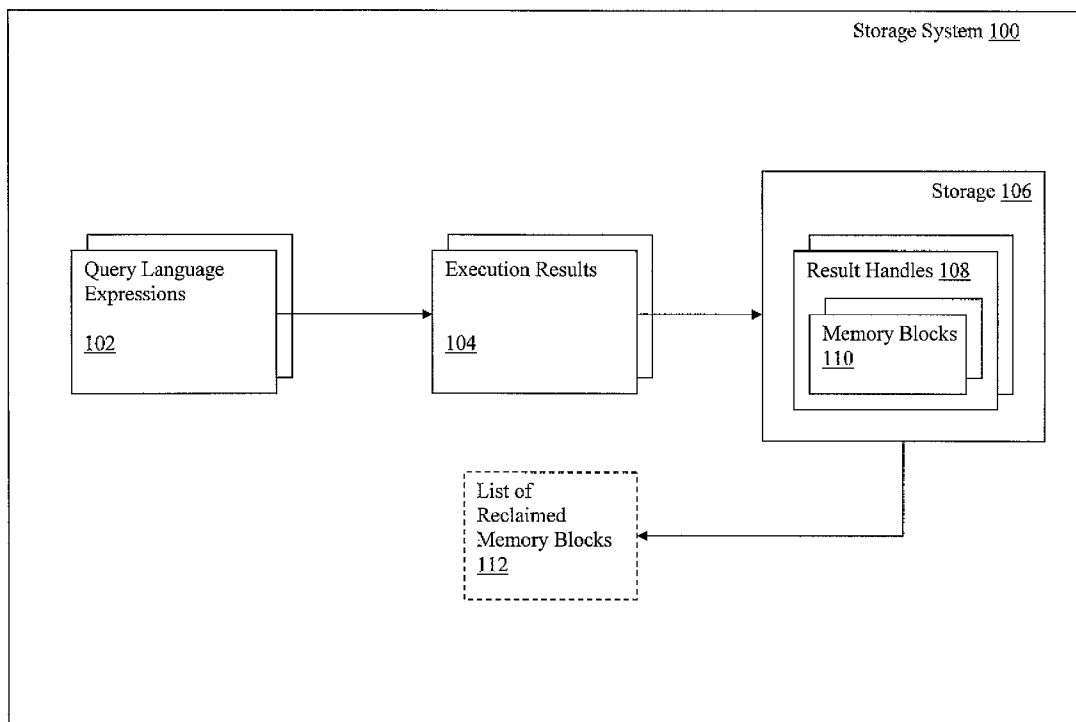 Storage System 100
Storage 106
Query Language
Expressions
102
Execution Results
104
Result Handles 108
Memory Blocks
110
List of
Reclaimed
Memory Blocks
112